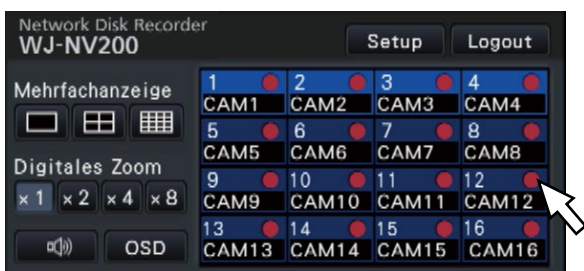 Network Disk Recorder
WJ-NV200
Setup
Logout
Mehrfachanzeige
Digitales Zoom
×1 ×2 ×4 ×8
OSD
1 2 3 4
CAM1 CAM2 CAM3 CAM4
5 6 7 8
CAM5 CAM6 CAM7 CAM8
9 10 11 12
CAM9 CAM10 CAM11 CAM12
13 14 15 16
CAM13 CAM14 CAM15 CAM16